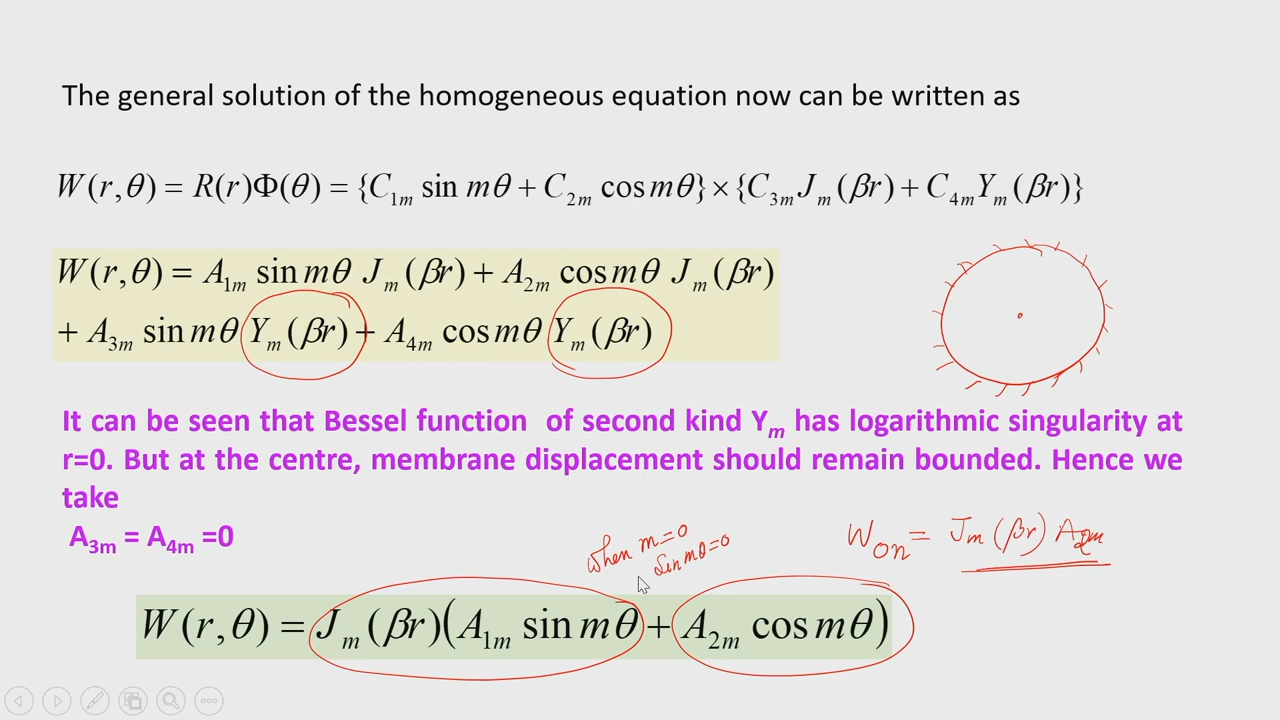 The general solution of the homogeneous equation now can be written as
W(r,θ) = R(r)Φ(θ) = {C₁ₘ sin mθ + C₂ₘ cos mθ} × {C₃ₘ Jₘ(βr) + C₄ₘ Yₘ(βr)}
W(r,θ) = A₁ₘ sin mθ Jₘ(βr) + A₂ₘ cos mθ Jₘ(βr)
+ A₃ₘ sin mθ Yₘ(βr) + A₄ₘ cos mθ Yₘ(βr)
It can be seen that Bessel function of second kind Yₘ has logarithmic singularity at
r=0. But at the centre, membrane displacement should remain bounded. Hence we
take
A₃ₘ = A₄ₘ =0
when m=0
sin mθ=0
W₀ₙ = Jₘ (βr) A₂ₘ
W(r,θ) = Jₘ(βr)(A₁ₘ sin mθ + A₂ₘ cos mθ)